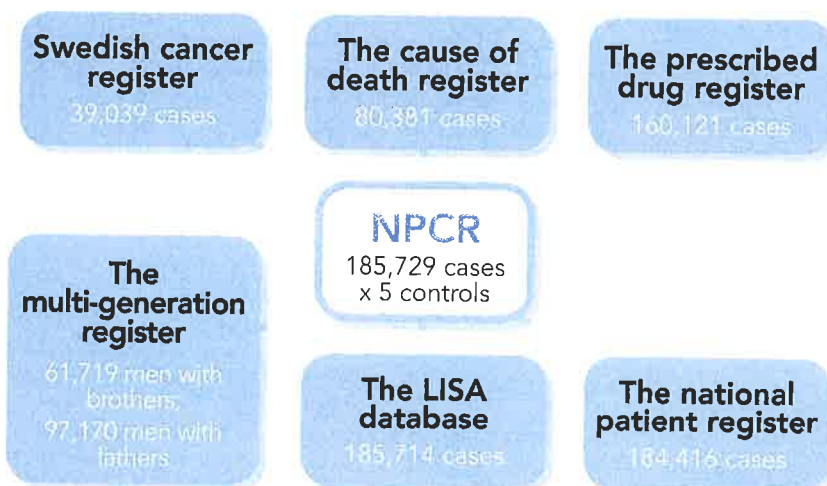 Swedish cancer
register
39,039 cases
The cause of
death register
80,381 cases
The prescribed
drug register
160,121 cases
NPCR
185,729 cases
x 5 controls
The
multi-generation
register
61,719 men with
brothers,
97,170 men with
fathers
The LISA
database
185,714 cases
The national
patient register
184,416 cases